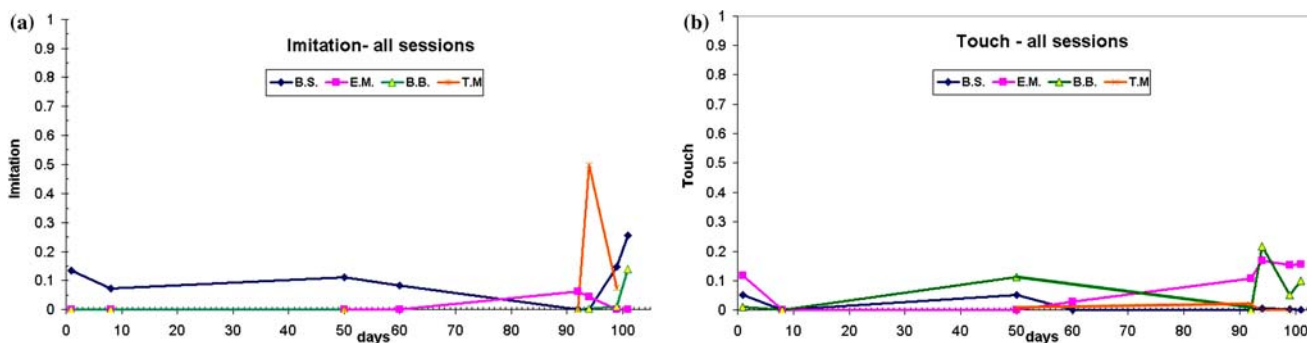 (a)
Imitation- all sessions
B.S. E.M. B.B. T.M
Imitation
1
0.9
0.8
0.7
0.6
0.5
0.4
0.3
0.2
0.1
0
0 10 20 30 40 50 60 70 80 90 100
days
(b)
Touch - all sessions
B.S. E.M. B.B. T.M
Touch
1
0.9
0.8
0.7
0.6
0.5
0.4
0.3
0.2
0.1
0
0 10 20 30 40 50 60 70 80 90 100
days